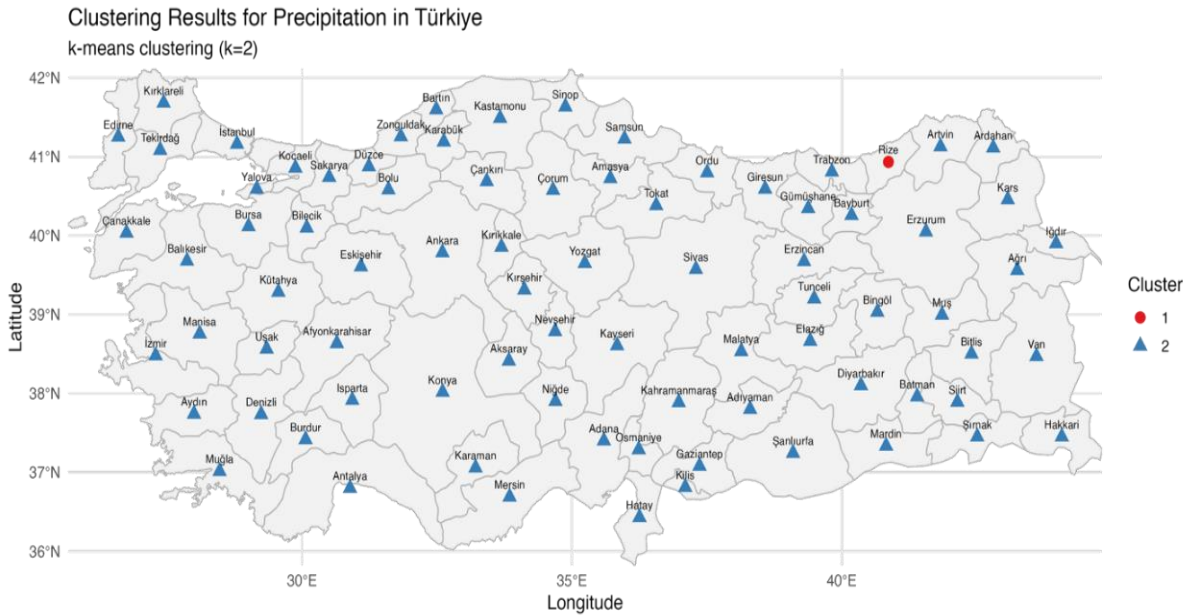 Clustering Results for Precipitation in Türkiye
k-means clustering (k=2)
42°N
41°N
40°N
39°N
38°N
37°N
36°N
Latitude
Kırklareli
Edirne
Tekirdağ
İstanbul
Kocaeli
Yalova
Sakarya
Düzce
Bolu
Zonguldak
Bartın
Karabük
Kastamonu
Sinop
Çankırı
Çorum
Samsun
Amasya
Tokat
Ordu
Giresun
Trabzon
Gümüşhane
Bayburt
Rize
Artvin
Ardahan
Kars
Erzurum
Iğdır
Ağrı
Çanakkale
Balıkesir
Bursa
Bilecik
Kütahya
Eskişehir
Ankara
Kırıkkale
Kırşehir
Yozgat
Sivas
Erzincan
Tunceli
Bingöl
Muş
Manisa
İzmir
Uşak
Afyonkarahisar
Nevşehir
Aksaray
Kayseri
Malatya
Elazığ
Bitlis
Van
Aydın
Denizli
Isparta
Burdur
Konya
Niğde
Kahramanmaraş
Adıyaman
Diyarbakır
Batman
Siirt
Şırnak
Hakkari
Muğla
Antalya
Karaman
Mersin
Adana
Osmaniye
Gaziantep
Kilis
Hatay
Şanlıurfa
Mardin
30°E
35°E
40°E
Longitude
Cluster
1
2